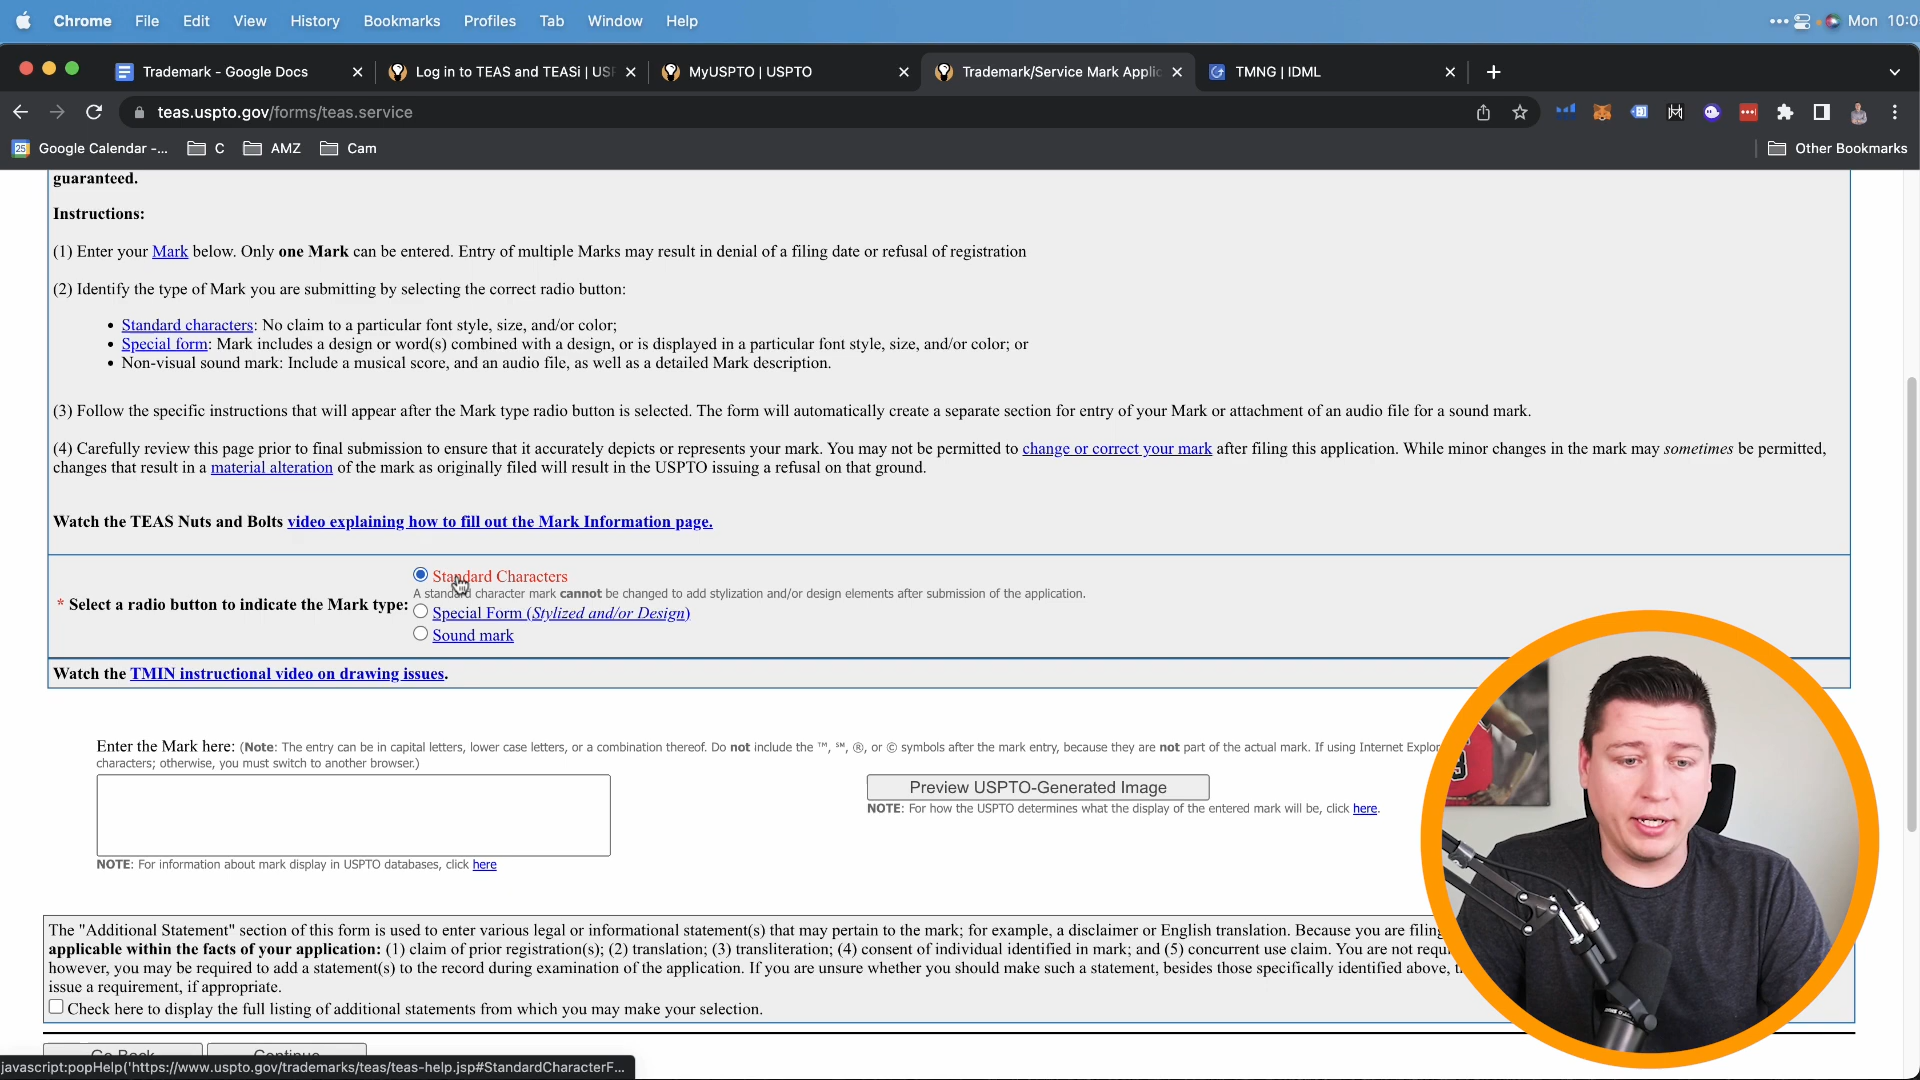 Chrome File Edit View History Bookmarks Profiles Tab Window Help Mon 10:0
Trademark - Google Docs Log in to TEAS and TEASi | US MyUSPTO | USPTO Trademark/Service Mark Applic TMNG | IDML
teas.uspto.gov/forms/teas.service
25 Google Calendar -... C AMZ Cam Other Bookmarks
guaranteed.
Instructions:
(1) Enter your Mark below. Only one Mark can be entered. Entry of multiple Marks may result in denial of a filing date or refusal of registration
(2) Identify the type of Mark you are submitting by selecting the correct radio button:
• Standard characters: No claim to a particular font style, size, and/or color;
• Special form: Mark includes a design or word(s) combined with a design, or is displayed in a particular font style, size, and/or color; or
• Non-visual sound mark: Include a musical score, and an audio file, as well as a detailed Mark description.
(3) Follow the specific instructions that will appear after the Mark type radio button is selected. The form will automatically create a separate section for entry of your Mark or attachment of an audio file for a sound mark.
(4) Carefully review this page prior to final submission to ensure that it accurately depicts or represents your mark. You may not be permitted to change or correct your mark after filing this application. While minor changes in the mark may sometimes be permitted,
changes that result in a material alteration of the mark as originally filed will result in the USPTO issuing a refusal on that ground.
Watch the TEAS Nuts and Bolts video explaining how to fill out the Mark Information page.
Standard Characters
A standard character mark cannot be changed to add stylization and/or design elements after submission of the application.
* Select a radio button to indicate the Mark type:
Special Form (Stylized and/or Design)
Sound mark
Watch the TMIN instructional video on drawing issues.
Enter the Mark here: (Note: The entry can be in capital letters, lower case letters, or a combination thereof. Do not include the ™, ℠, ®, or © symbols after the mark entry, because they are not part of the actual mark. If using Internet Explor
characters; otherwise, you must switch to another browser.)
Preview USPTO-Generated Image
NOTE: For how the USPTO determines what the display of the entered mark will be, click here.
NOTE: For information about mark display in USPTO databases, click here
The "Additional Statement" section of this form is used to enter various legal or informational statement(s) that may pertain to the mark; for example, a disclaimer or English translation. Because you are filing
applicable within the facts of your application: (1) claim of prior registration(s); (2) translation; (3) transliteration; (4) consent of individual identified in mark; and (5) concurrent use claim. You are not requ
however, you may be required to add a statement(s) to the record during examination of the application. If you are unsure whether you should make such a statement, besides those specifically identified above, t
issue a requirement, if appropriate.
Check here to display the full listing of additional statements from which you may make your selection.
Go Back Continue
javascript:popHelp('https://www.uspto.gov/trademarks/teas/teas-help.jsp#StandardCharacterF...